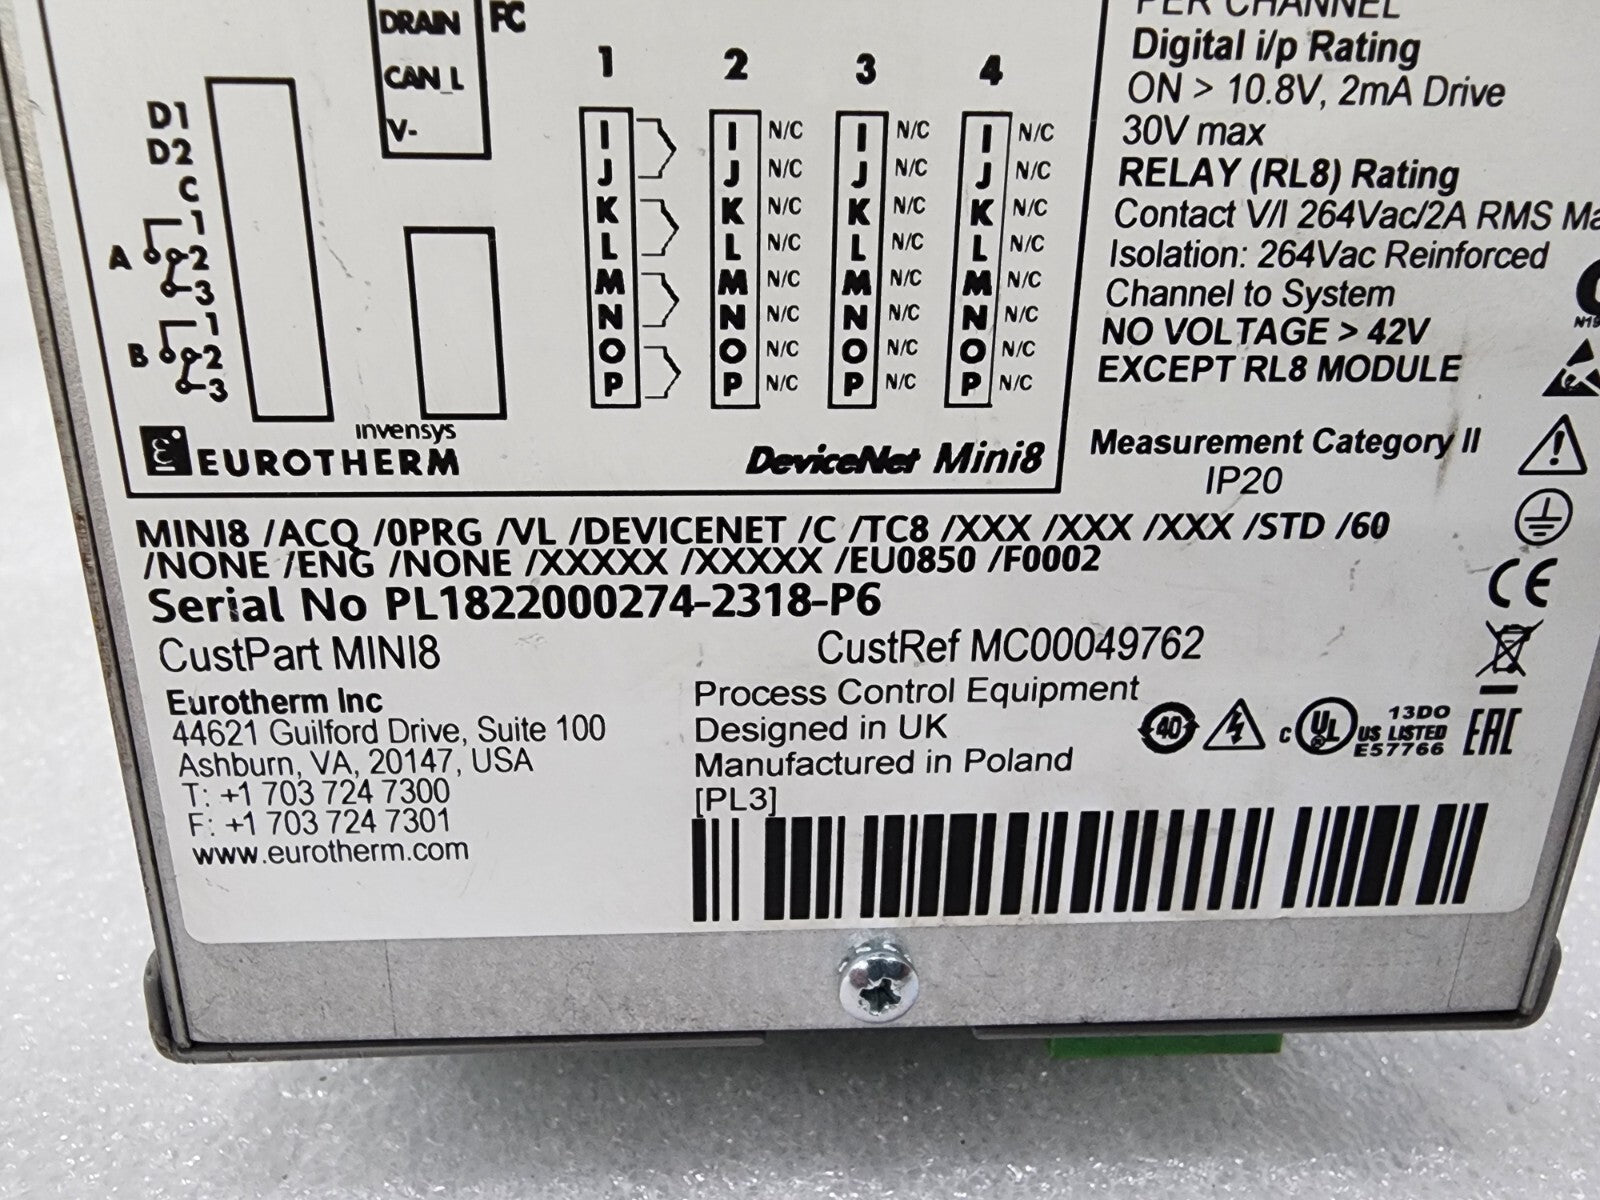 DRAIN
CAN_L
V-
FC
D1
D2
C
1
A 2
3
1
B 2
3
1 2 3 4
I I N/C I N/C I N/C
J J N/C J N/C J N/C
K K N/C K N/C K N/C
L L N/C L N/C L N/C
M M N/C M N/C M N/C
N N N/C N N/C N N/C
O O N/C O N/C O N/C
P P N/C P N/C P N/C
invensys
EUROTHERM
DeviceNet Mini8
PER CHANNEL
Digital i/p Rating
ON > 10.8V, 2mA Drive
30V max
RELAY (RL8) Rating
Contact V/I 264Vac/2A RMS
Isolation: 264Vac Reinforced
Channel to System
NO VOLTAGE > 42V
EXCEPT RL8 MODULE
Measurement Category II
IP20
MINI8 /ACQ /0PRG /VL /DEVICENET /C /TC8 /XXX /XXX /XXX /STD /60
/NONE /ENG /NONE /XXXXX /XXXXX /EU0850 /F0002
Serial No PL1822000274-2318-P6
CustPart MINI8 CustRef MC00049762
Eurotherm Inc
44621 Guilford Drive, Suite 100
Ashburn, VA, 20147, USA
T: +1 703 724 7300
F: +1 703 724 7301
www.eurotherm.com
Process Control Equipment
Designed in UK
Manufactured in Poland
[PL3]
40
c UL US LISTED
13DO
E57766
CE
EAC